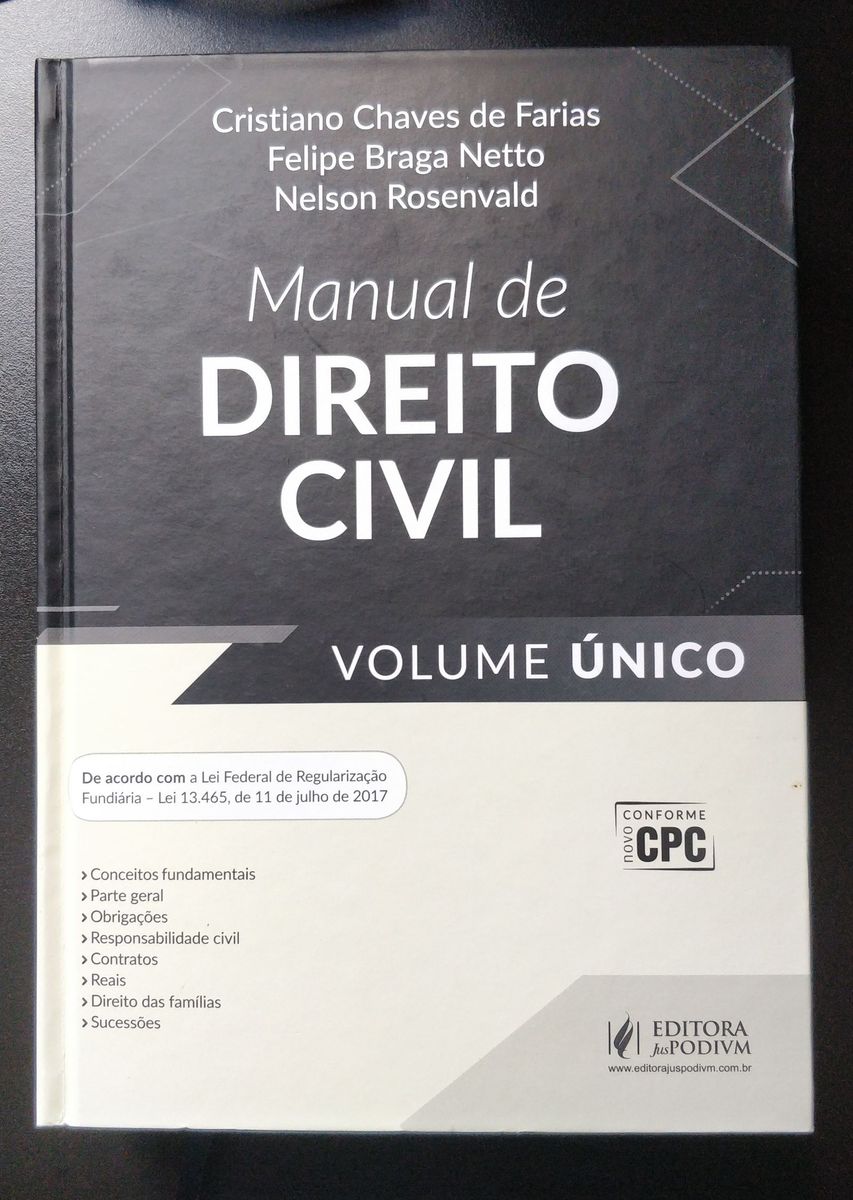 Cristiano Chaves de Farias
Felipe Braga Netto
Nelson Rosenvald
Manual de
DIREITO
CIVIL
VOLUME ÚNICO
De acordo com a Lei Federal de Regularização
Fundiária – Lei 13.465, de 11 de julho de 2017
CONFORME
novo CPC
› Conceitos fundamentais
› Parte geral
› Obrigações
› Responsabilidade civil
› Contratos
› Reais
› Direito das famílias
› Sucessões
EDITORA
JusPODIVM
www.editorajuspodivm.com.br